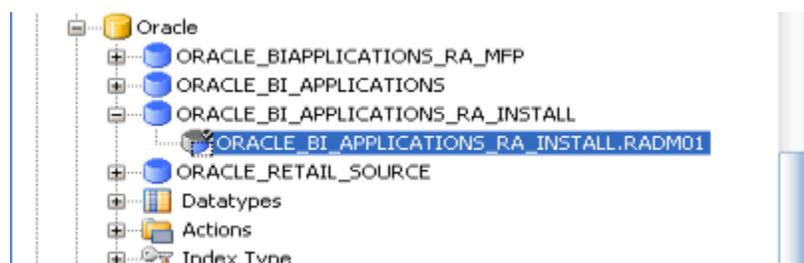 Oracle
ORACLE_BIAPPLICATIONS_RA_MFP
ORACLE_BI_APPLICATIONS
ORACLE_BI_APPLICATIONS_RA_INSTALL
ORACLE_BI_APPLICATIONS_RA_INSTALL.RADM01
ORACLE_RETAIL_SOURCE
Datatypes
Actions
Index Type